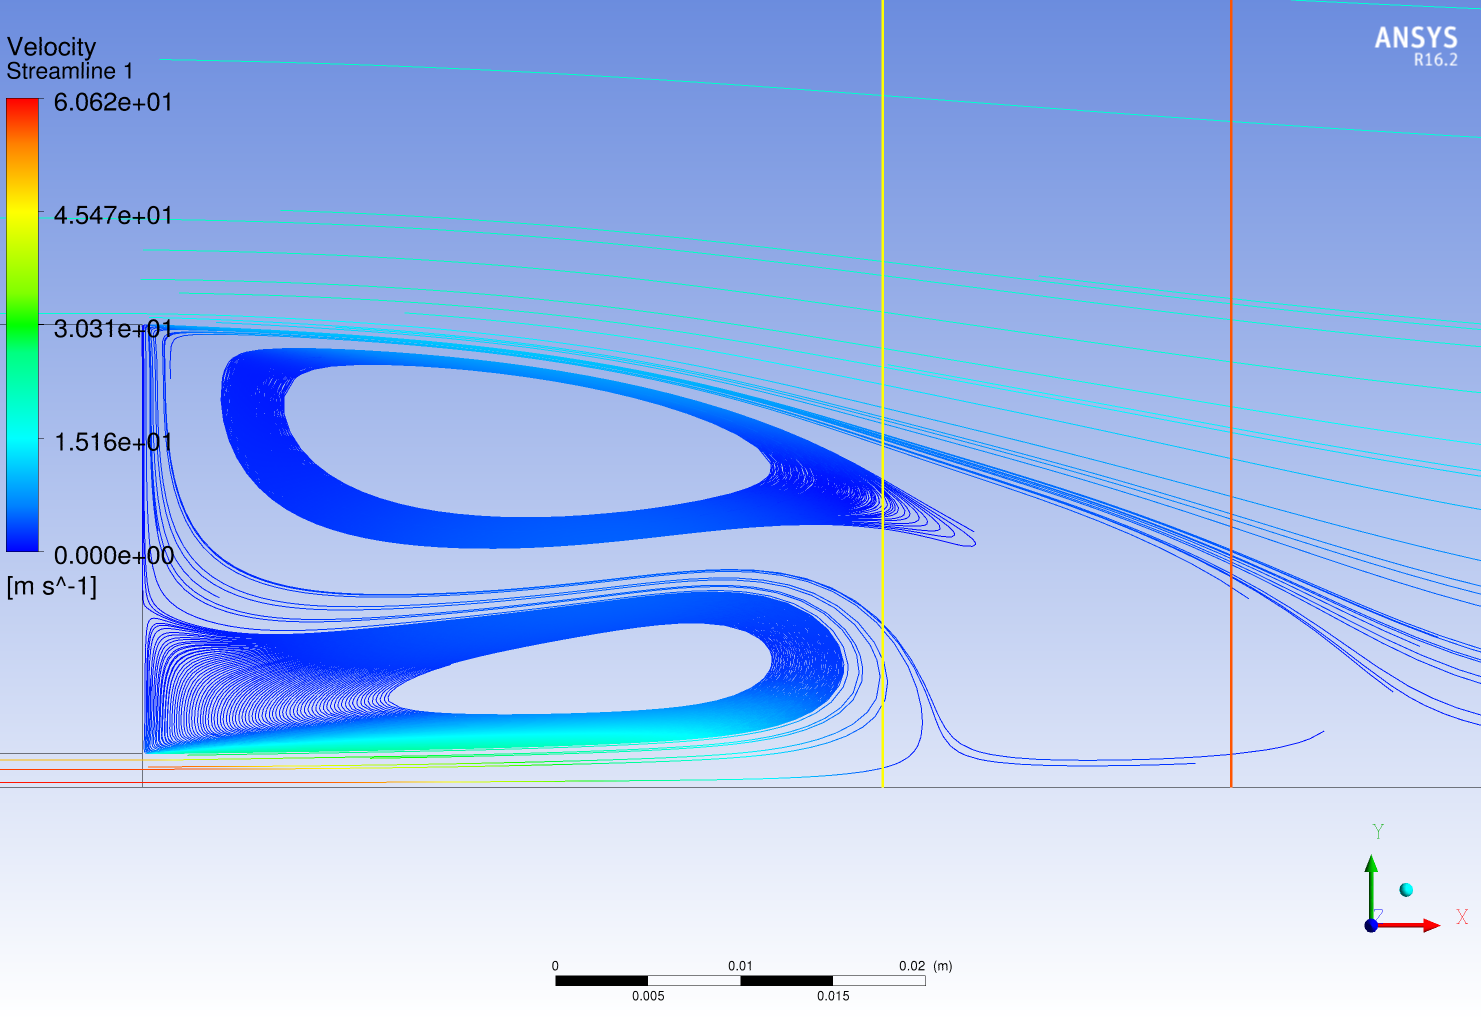 Velocity
Streamline 1
6.062e+01
4.547e+01
3.031e+01
1.516e+01
0.000e+00
[m s^-1]
ANSYS
R16.2
Y
Z
X
0
0.01
0.02
(m)
0.005
0.015